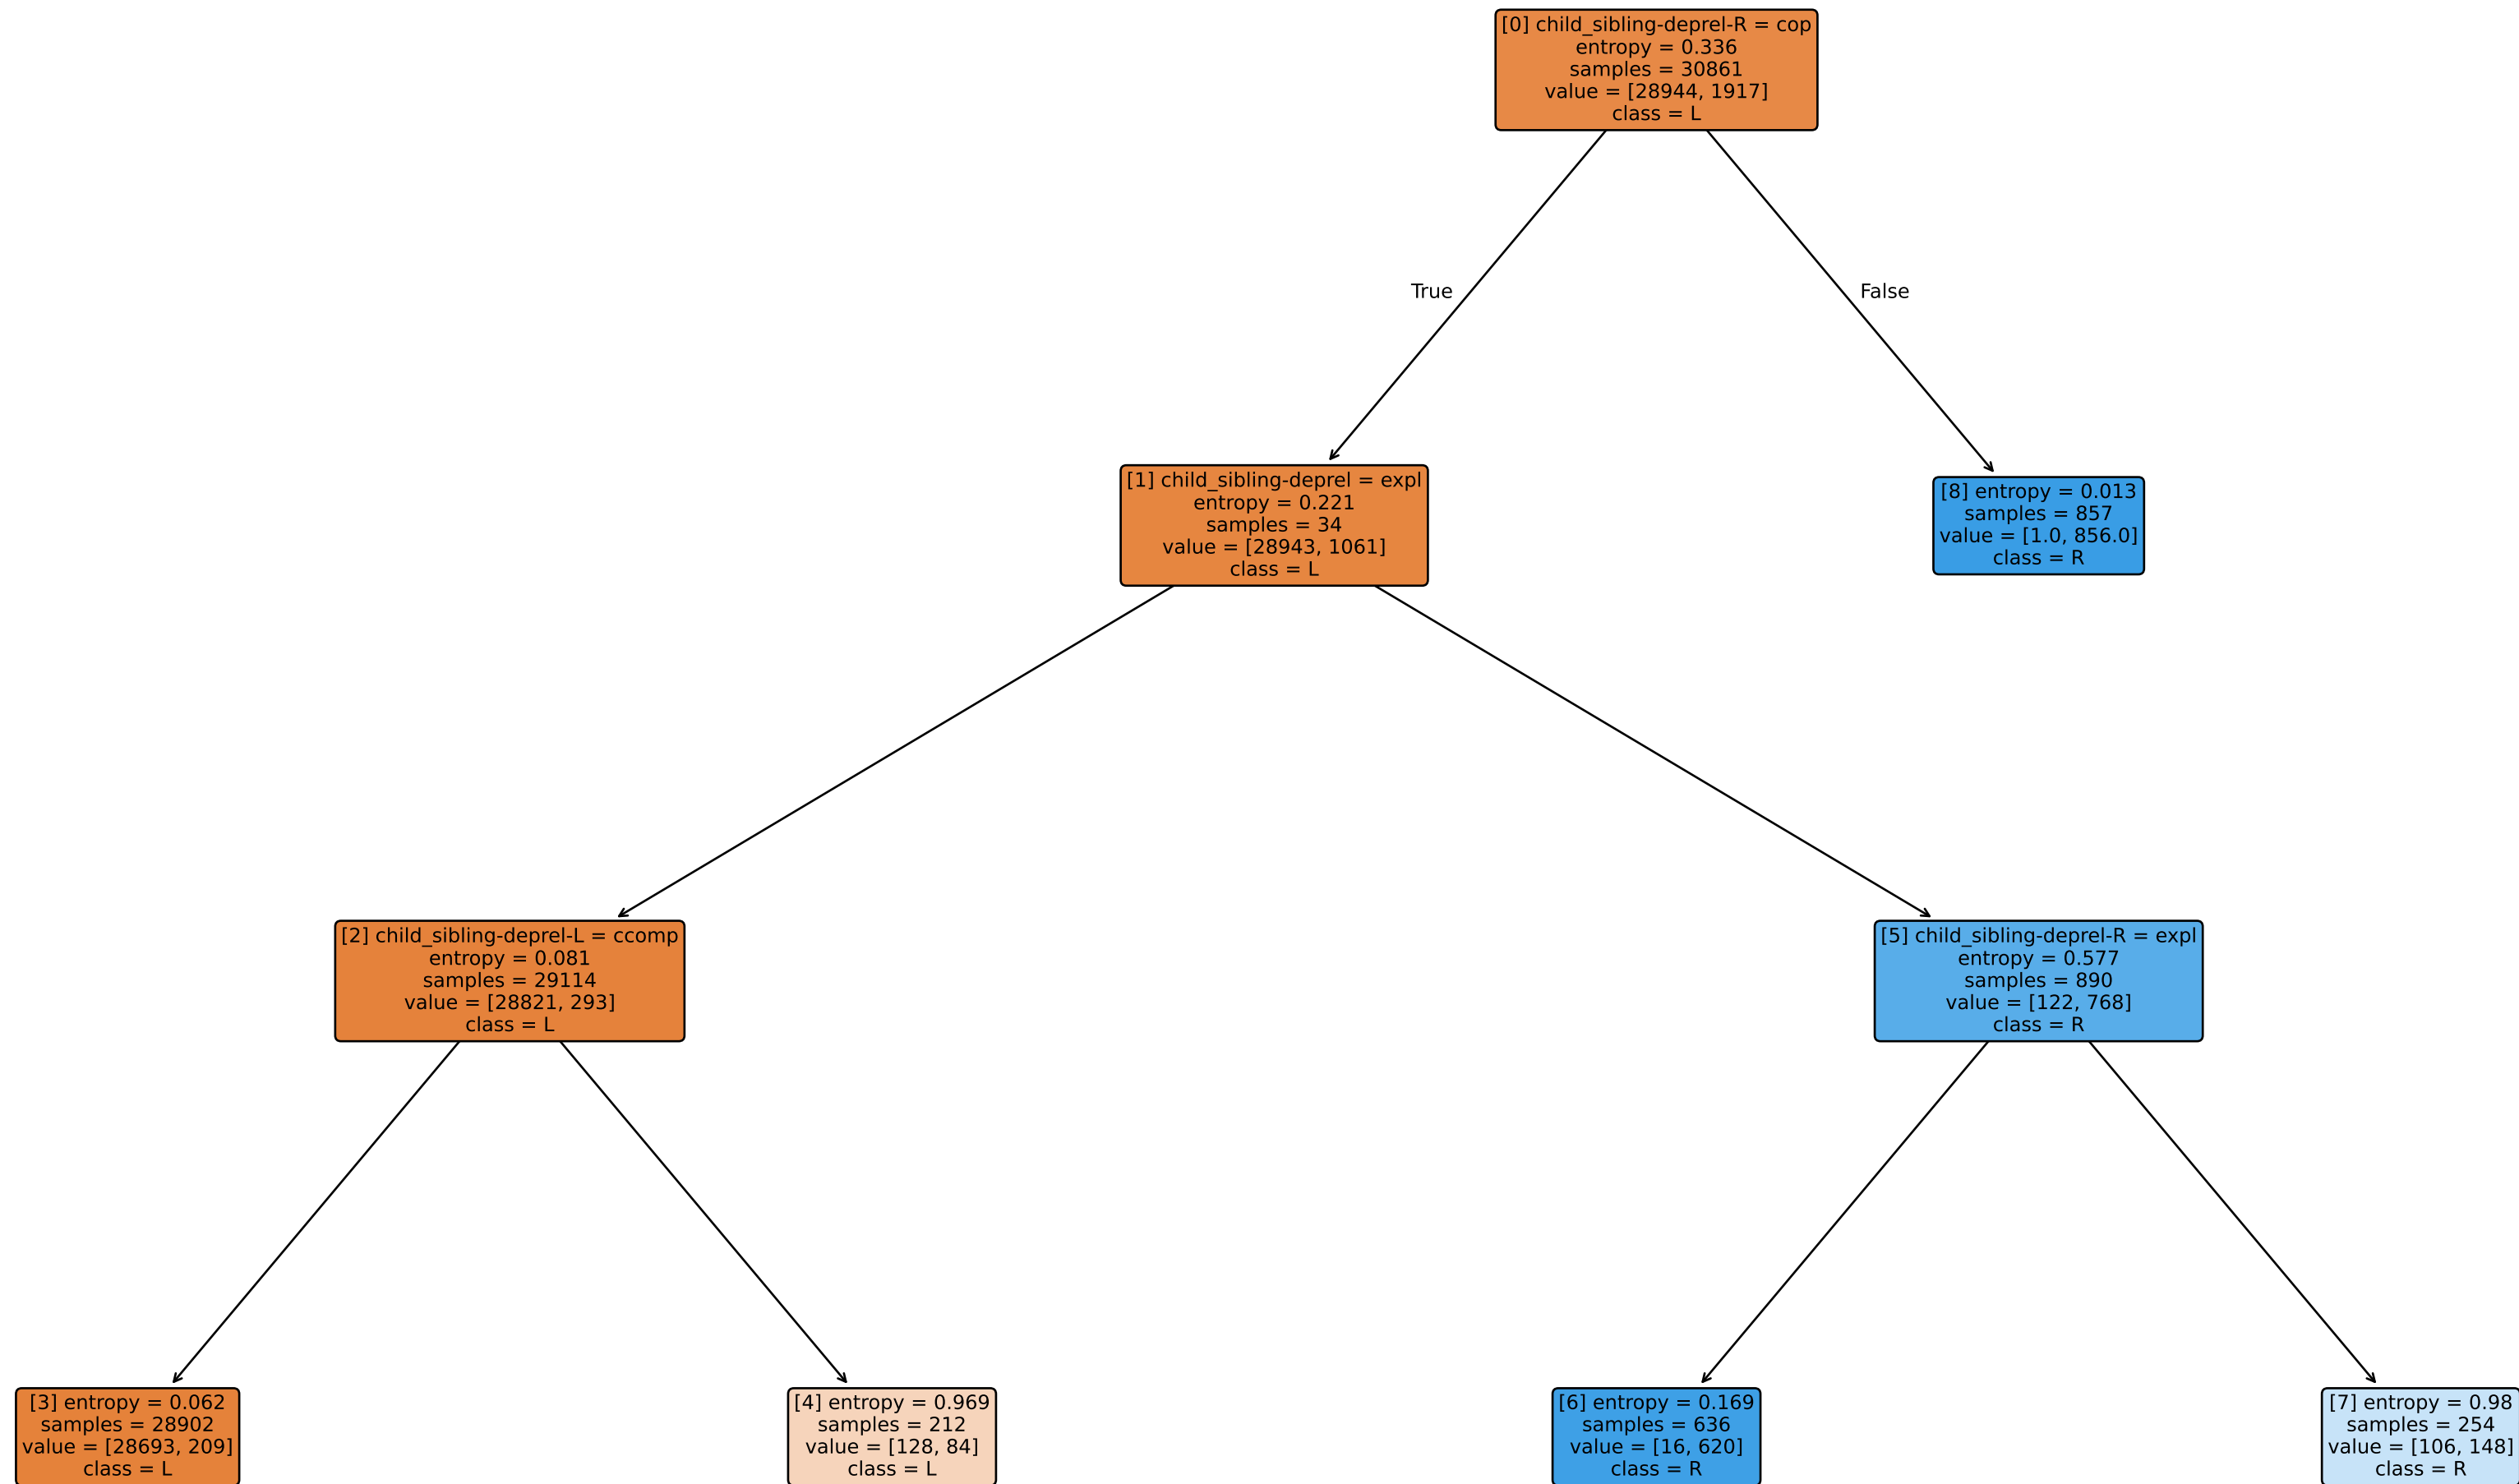 [0] child_sibling-deprel-R = cop
entropy = 0.336
samples = 30861
value = [28944, 1917]
class = L
True
False
[1] child_sibling-deprel = expl
entropy = 0.221
samples = 34
value = [28943, 1061]
class = L
[8] entropy = 0.013
samples = 857
value = [1.0, 856.0]
class = R
[2] child_sibling-deprel-L = ccomp
entropy = 0.081
samples = 29114
value = [28821, 293]
class = L
[5] child_sibling-deprel-R = expl
entropy = 0.577
samples = 890
value = [122, 768]
class = R
[3] entropy = 0.062
samples = 28902
value = [28693, 209]
class = L
[4] entropy = 0.969
samples = 212
value = [128, 84]
class = L
[6] entropy = 0.169
samples = 636
value = [16, 620]
class = R
[7] entropy = 0.98
samples = 254
value = [106, 148]
class = R